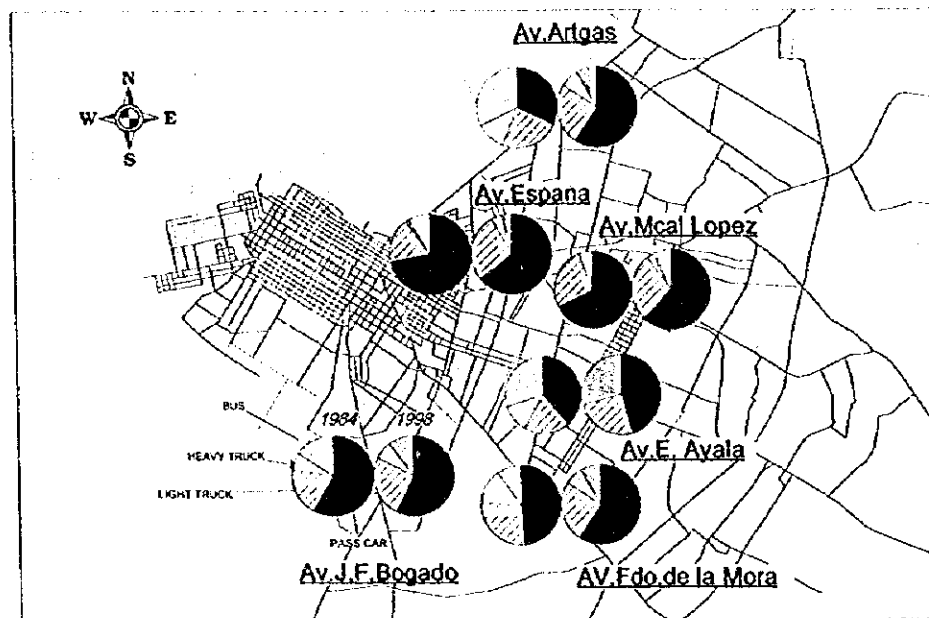 Av.Artgas
N
W E
S
Av.Espana
Av.Mcal Lopez
BUS
1984 1998
HEAVY TRUCK
LIGHT TRUCK
PASS CAR
Av.E. Ayala
Av.J.F.Bogado
AV.Fdo.de la Mora